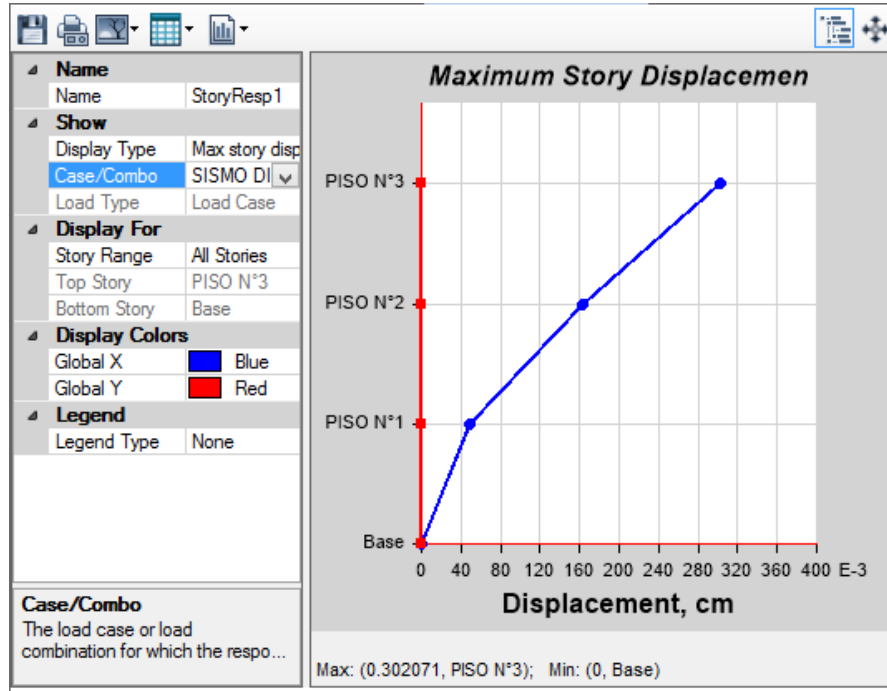 Name
Name StoryResp1
Show
Display Type Max story disp
Case/Combo SISMO DI
Load Type Load Case
Display For
Story Range All Stories
Top Story PISO N°3
Bottom Story Base
Display Colors
Global X Blue
Global Y Red
Legend
Legend Type None
Case/Combo
The load case or load
combination for which the respo...
Maximum Story Displacemen
PISO N°3
PISO N°2
PISO N°1
Base
0 40 80 120 160 200 240 280 320 360 400 E-3
Displacement, cm
Max: (0.302071, PISO N°3); Min: (0, Base)